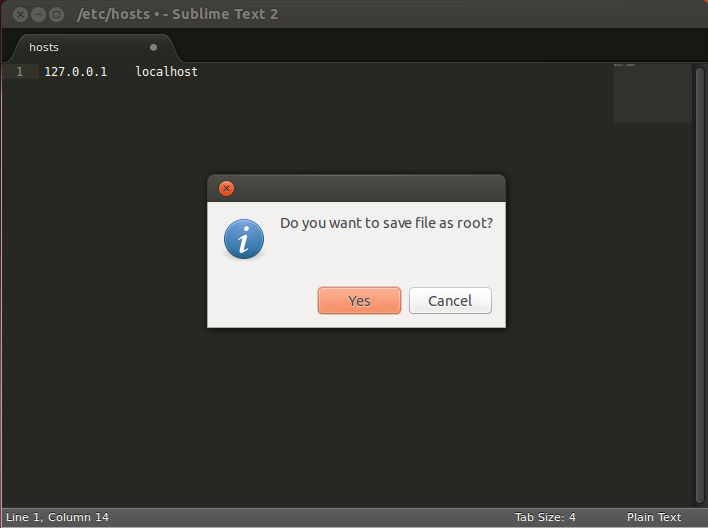 /etc/hosts • - Sublime Text 2
hosts
1 127.0.0.1 localhost
Do you want to save file as root?
Yes Cancel
Line 1, Column 14 Tab Size: 4 Plain Text